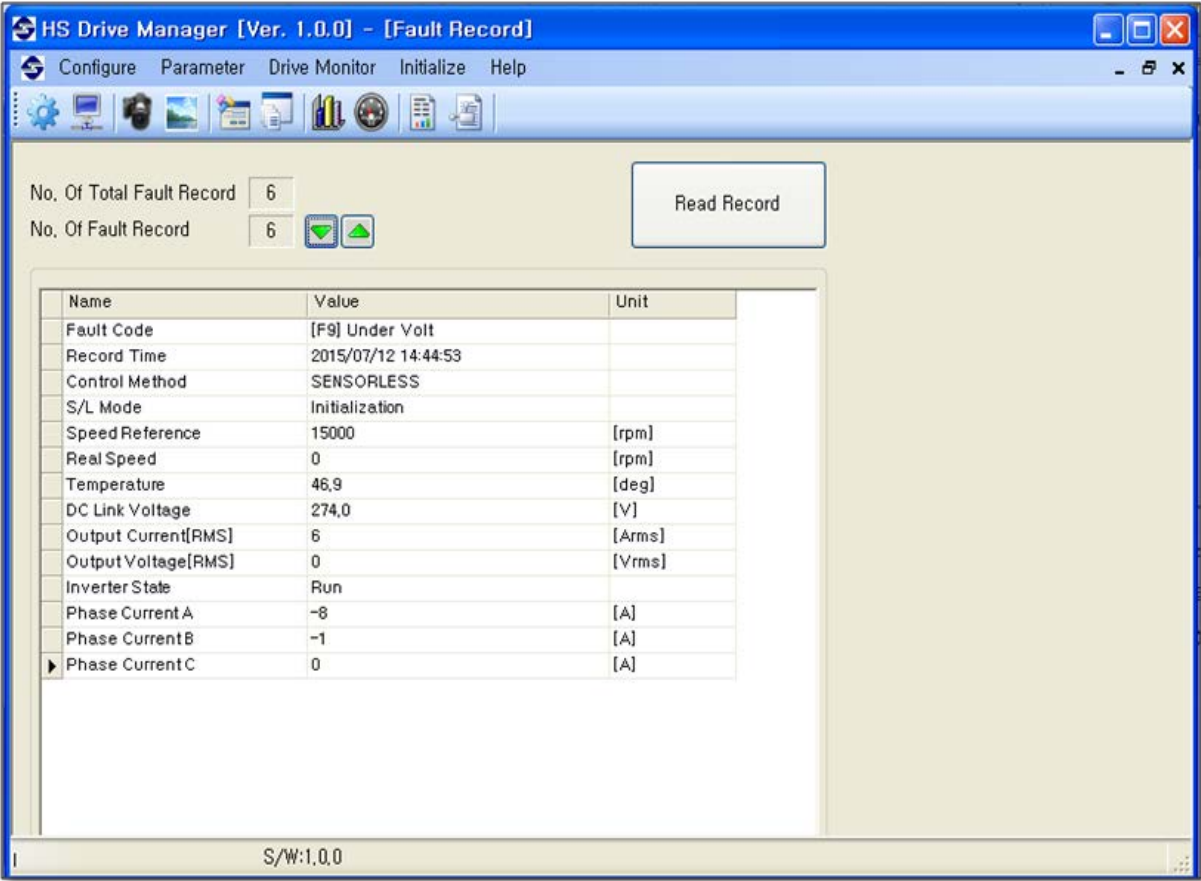 HS Drive Manager [Ver. 1.0.0] - [Fault Record]
Configure Parameter Drive Monitor Initialize Help
No. Of Total Fault Record 6
No. Of Fault Record 6
Read Record
Name Value Unit
Fault Code [F9] Under Volt
Record Time 2015/07/12 14:44:53
Control Method SENSORLESS
S/L Mode Initialization
Speed Reference 15000 [rpm]
Real Speed 0 [rpm]
Temperature 46.9 [deg]
DC Link Voltage 274.0 [V]
Output Current[RMS] 6 [Arms]
Output Voltage[RMS] 0 [Vrms]
Inverter State Run
Phase Current A -8 [A]
Phase Current B -1 [A]
Phase Current C 0 [A]
S/W:1.0.0